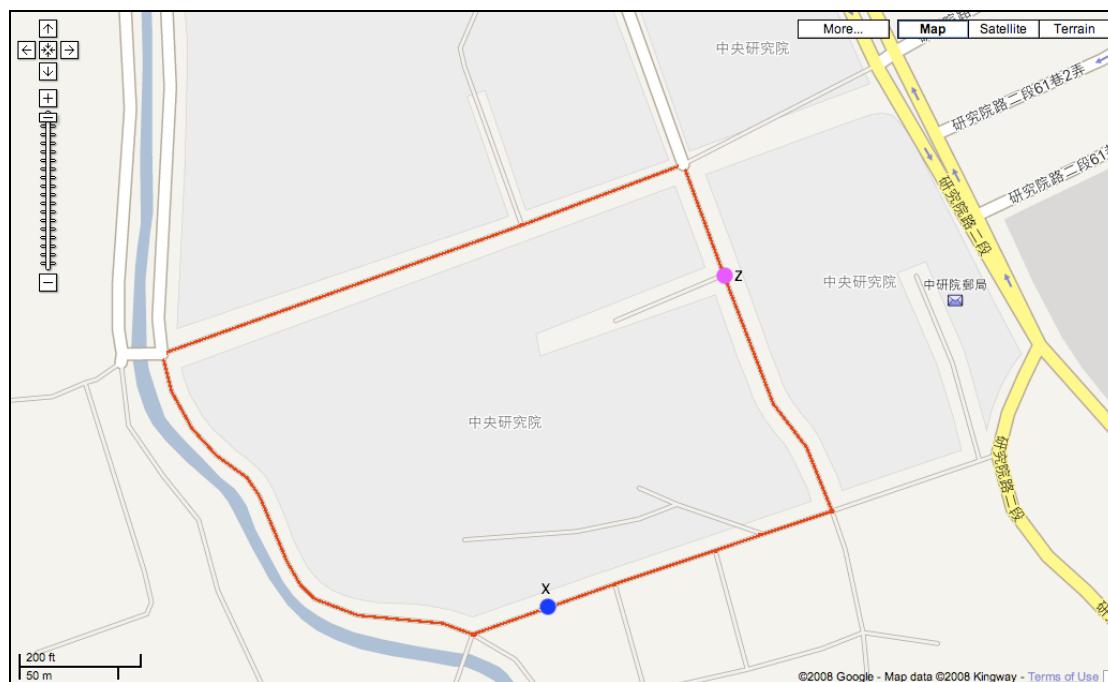 More...
Map
Satellite
Terrain
中央研究院
研究院路二段61巷2弄
研究院路二段61巷
研究院路二段
Z
中央研究院
中研院郵局
中央研究院
研究院路二段
X
200 ft
50 m
©2008 Google - Map data ©2008 Kingway - Terms of Use